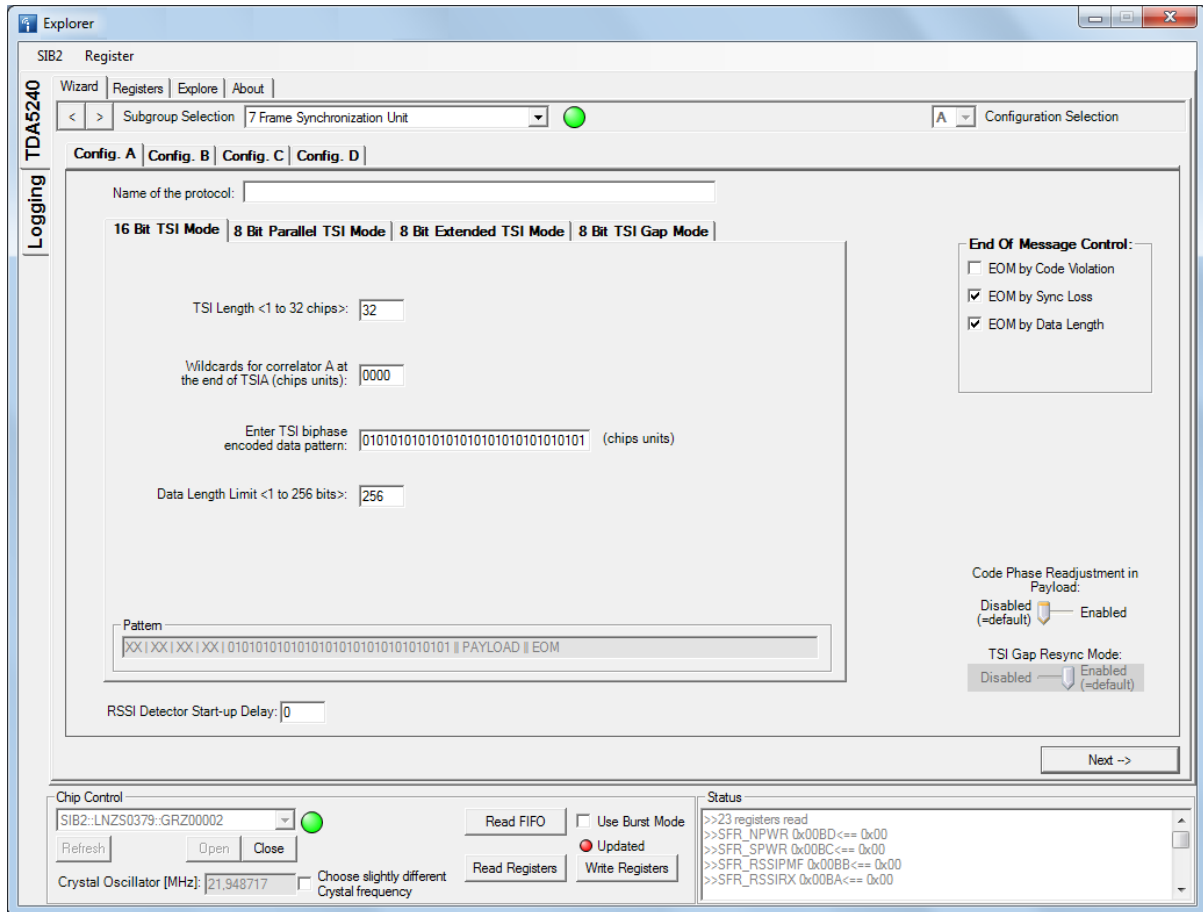 Explorer
SIB2 Register
TDA5240
Logging
Wizard Registers Explore About
< > Subgroup Selection 7 Frame Synchronization Unit A Configuration Selection
Config. A Config. B Config. C Config. D
Name of the protocol:
16 Bit TSI Mode 8 Bit Parallel TSI Mode 8 Bit Extended TSI Mode 8 Bit TSI Gap Mode
End Of Message Control:
EOM by Code Violation
EOM by Sync Loss
EOM by Data Length
TSI Length <1 to 32 chips>: 32
Wildcards for correlator A at
the end of TSIA (chips units): 0000
Enter TSI biphase
encoded data pattern: 01010101010101010101010101010101 (chips units)
Data Length Limit <1 to 256 bits>: 256
Code Phase Readjustment in
Payload:
Disabled
(=default) Enabled
TSI Gap Resync Mode:
Disabled Enabled
(=default)
Pattern
XX | XX | XX | XX | 01010101010101010101010101010101 || PAYLOAD || EOM
RSSI Detector Start-up Delay: 0
Next -->
Chip Control
SIB2::LNZS0379::GRZ00002
Refresh Open Close
Crystal Oscillator [MHz]: 21,948717
Choose slightly different
Crystal frequency
Read FIFO Use Burst Mode
Updated
Read Registers Write Registers
Status
>>23 registers read
>>SFR_NPWR 0x00BD<== 0x00
>>SFR_SPWR 0x00BC<== 0x00
>>SFR_RSSIPMF 0x00BB<== 0x00
>>SFR_RSSIRX 0x00BA<== 0x00